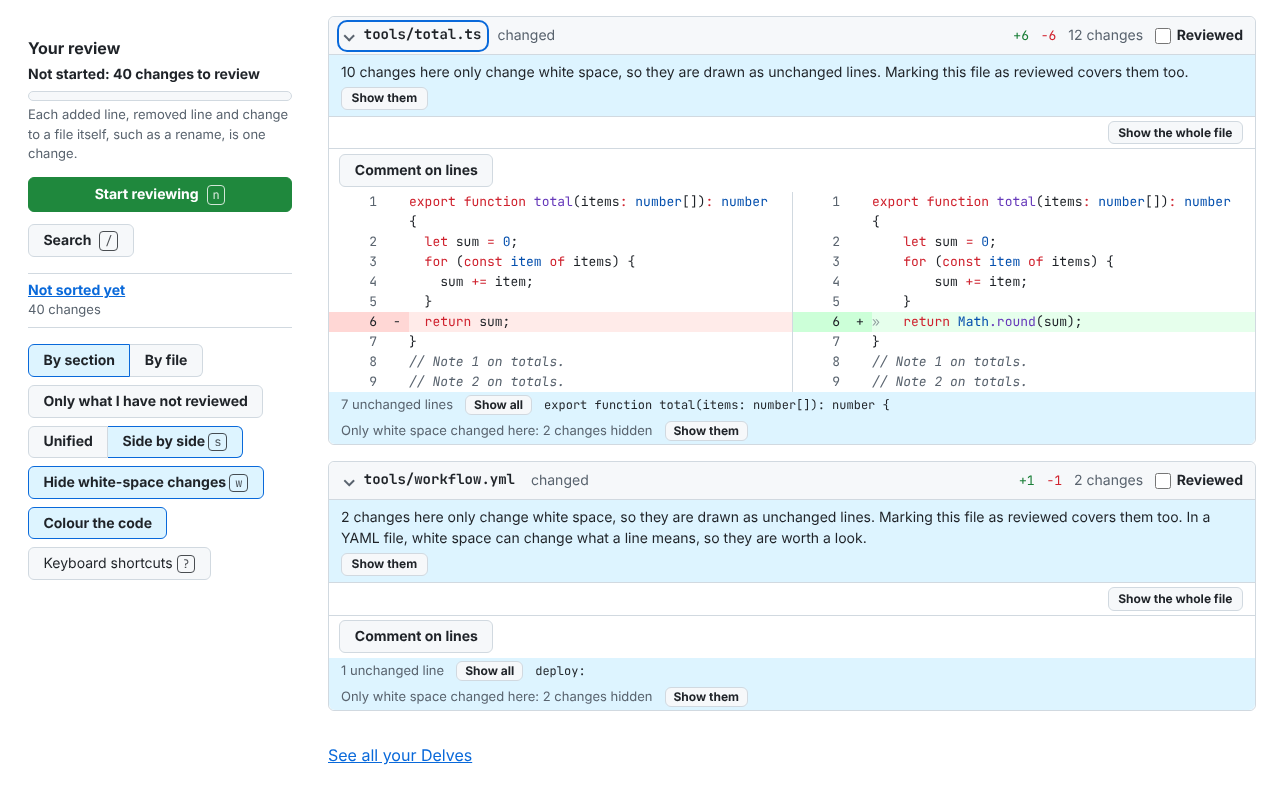 Your review
Not started: 40 changes to review
Each added line, removed line and change
to a file itself, such as a rename, is one
change.
Start reviewing n
Search /
Not sorted yet
40 changes
By section By file
Only what I have not reviewed
Unified Side by side s
Hide white-space changes w
Colour the code
Keyboard shortcuts ?
tools/total.ts changed +6 -6 12 changes Reviewed
10 changes here only change white space, so they are drawn as unchanged lines. Marking this file as reviewed covers them too.
Show them
Show the whole file
Comment on lines
1 export function total(items: number[]): number 1 export function total(items: number[]): number
{ {
2 let sum = 0; 2 let sum = 0;
3 for (const item of items) { 3 for (const item of items) {
4 sum += item; 4 sum += item;
5 } 5 }
6 - return sum; 6 + » return Math.round(sum);
7 } 7 }
8 // Note 1 on totals. 8 // Note 1 on totals.
9 // Note 2 on totals. 9 // Note 2 on totals.
7 unchanged lines Show all export function total(items: number[]): number {
Only white space changed here: 2 changes hidden Show them
tools/workflow.yml changed +1 -1 2 changes Reviewed
2 changes here only change white space, so they are drawn as unchanged lines. Marking this file as reviewed covers them too. In a
YAML file, white space can change what a line means, so they are worth a look.
Show them
Show the whole file
Comment on lines
1 unchanged line Show all deploy:
Only white space changed here: 2 changes hidden Show them
See all your Delves